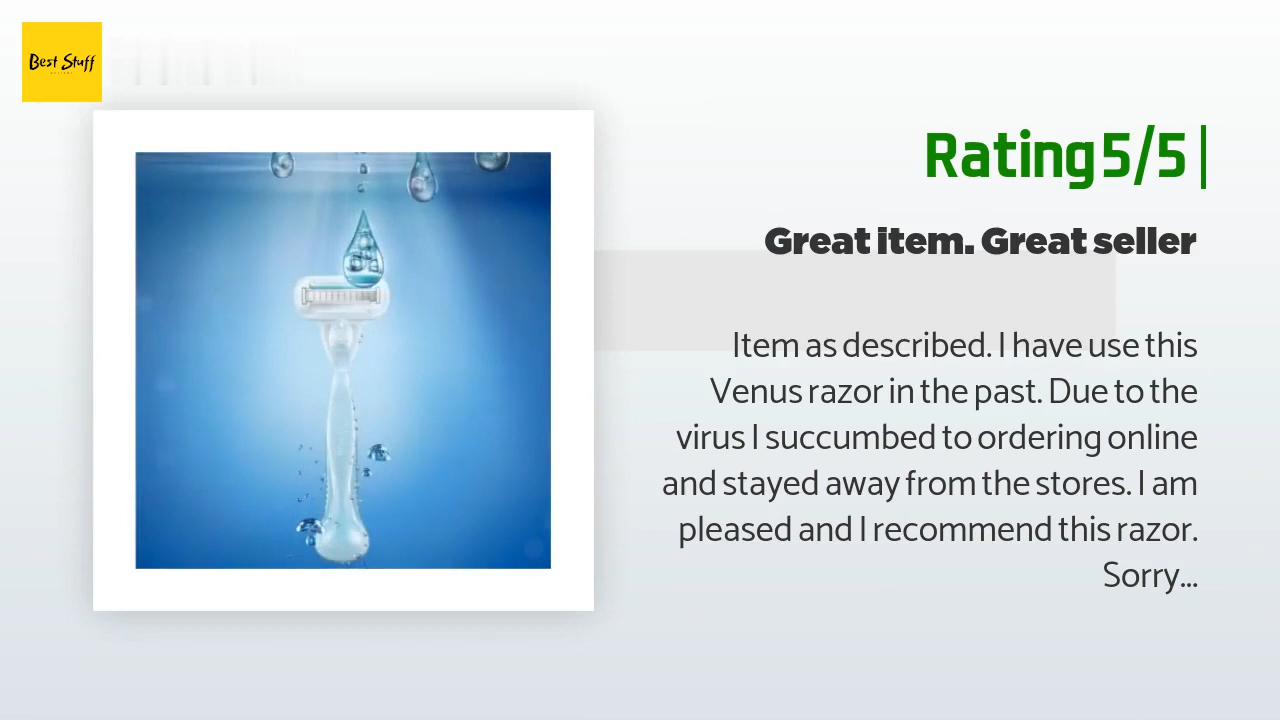 Best Stuff
Rating 5/5 |
Great item. Great seller
Item as described. I have use this
Venus razor in the past. Due to the
virus I succumbed to ordering online
and stayed away from the stores. I am
pleased and I recommend this razor.
Sorry...